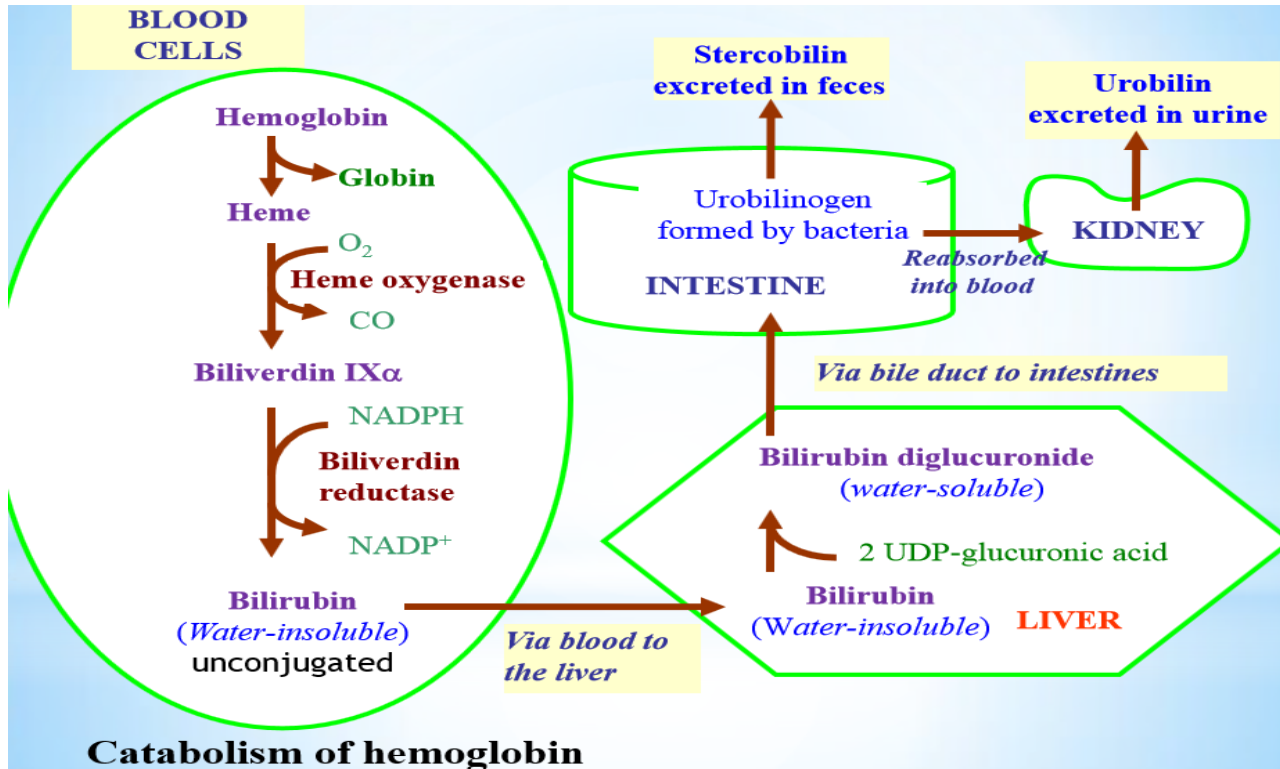 BLOOD
CELLS
Hemoglobin
Globin
Heme
O₂
Heme oxygenase
CO
Biliverdin IXα
NADPH
Biliverdin
reductase
NADP⁺
Bilirubin
(Water-insoluble)
unconjugated
Via blood to
the liver
Bilirubin
(Water-insoluble)
LIVER
2 UDP-glucuronic acid
Bilirubin diglucuronide
(water-soluble)
Via bile duct to intestines
Urobilinogen
formed by bacteria
INTESTINE
Stercobilin
excreted in feces
Reabsorbed
into blood
KIDNEY
Urobilin
excreted in urine
Catabolism of hemoglobin